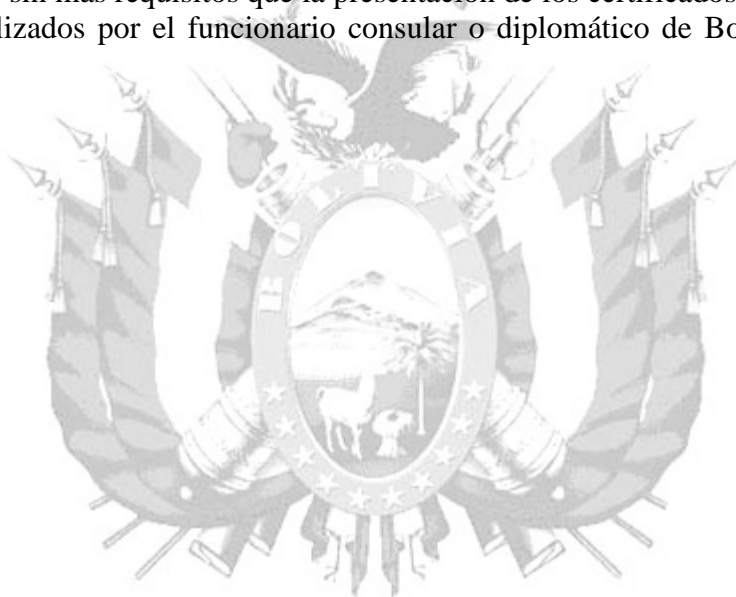 sin más requisitos que la presentación de los certificados
lizados por el funcionario consular o diplomático de Bo